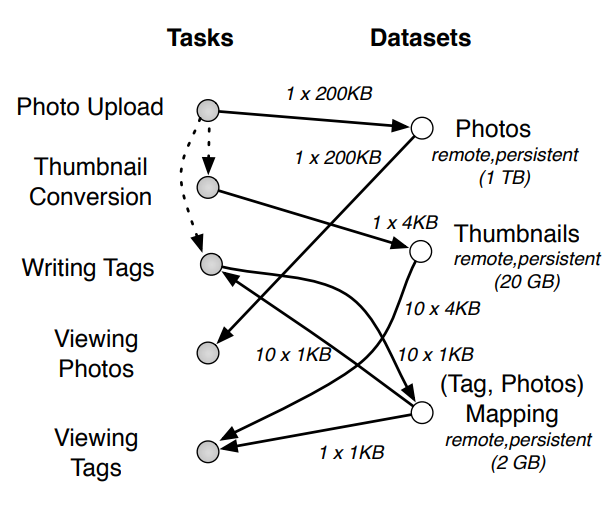 Tasks
Datasets
Photo Upload
1 x 200KB
Photos
remote,persistent
(1 TB)
1 x 200KB
Thumbnail
Conversion
1 x 4KB
Thumbnails
remote,persistent
(20 GB)
Writing Tags
10 x 4KB
Viewing
Photos
10 x 1KB
10 x 1KB
(Tag, Photos)
Mapping
remote,persistent
(2 GB)
Viewing
Tags
1 x 1KB